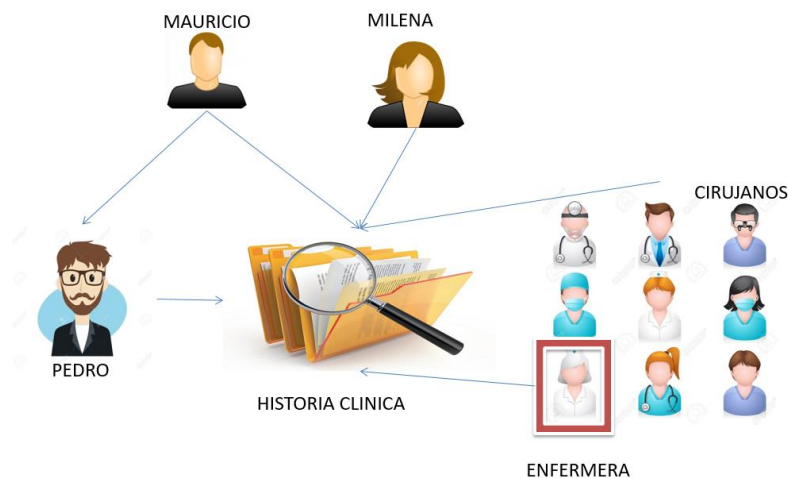 MAURICIO
MILENA
CIRUJANOS
PEDRO
HISTORIA CLINICA
ENFERMERA